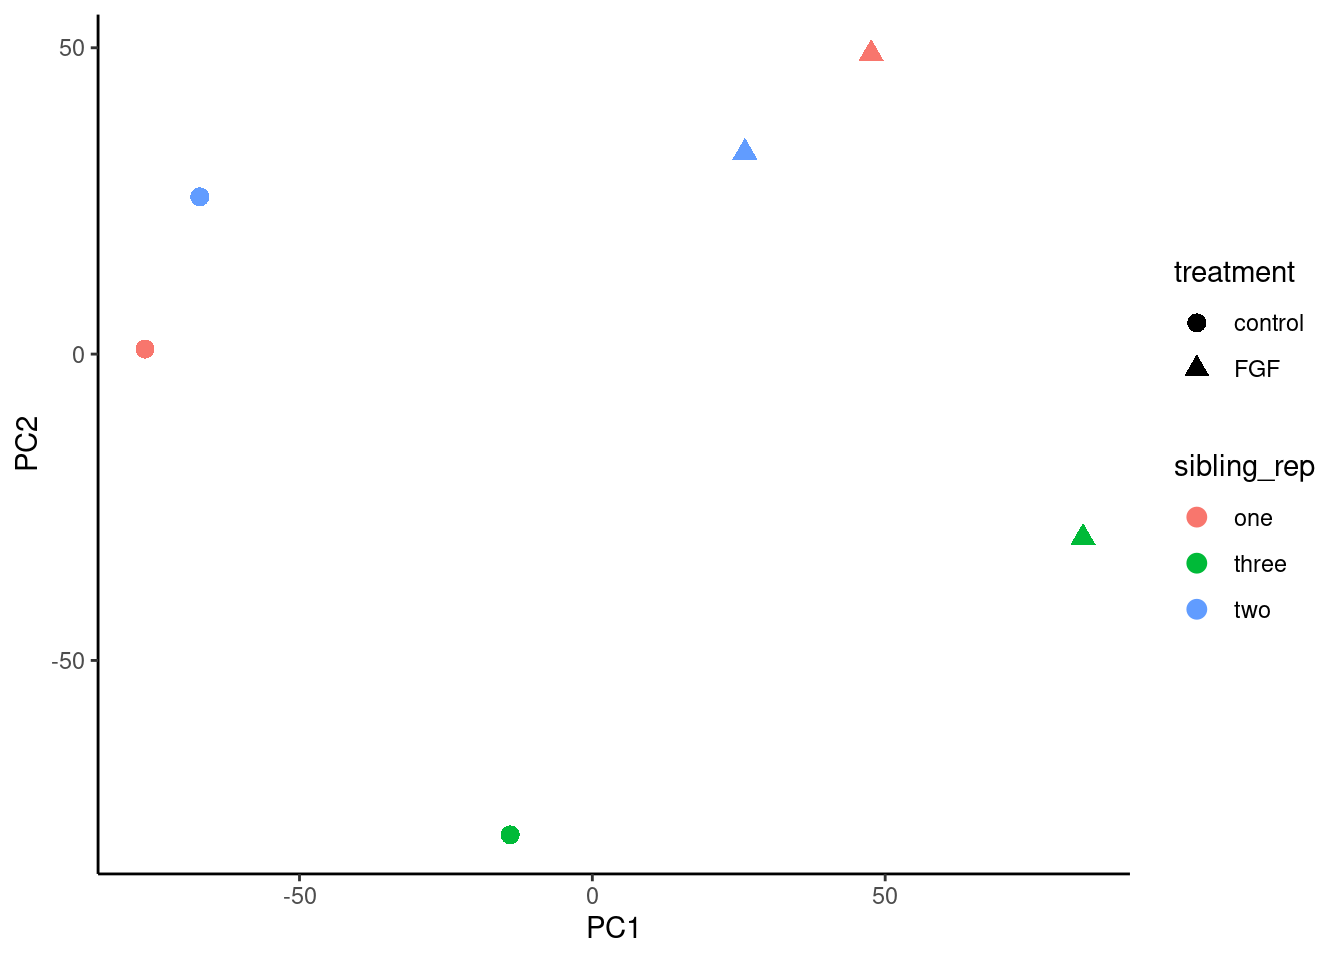 50
0
-50
PC2
-50
0
50
PC1
treatment
control
FGF
sibling_rep
one
three
two